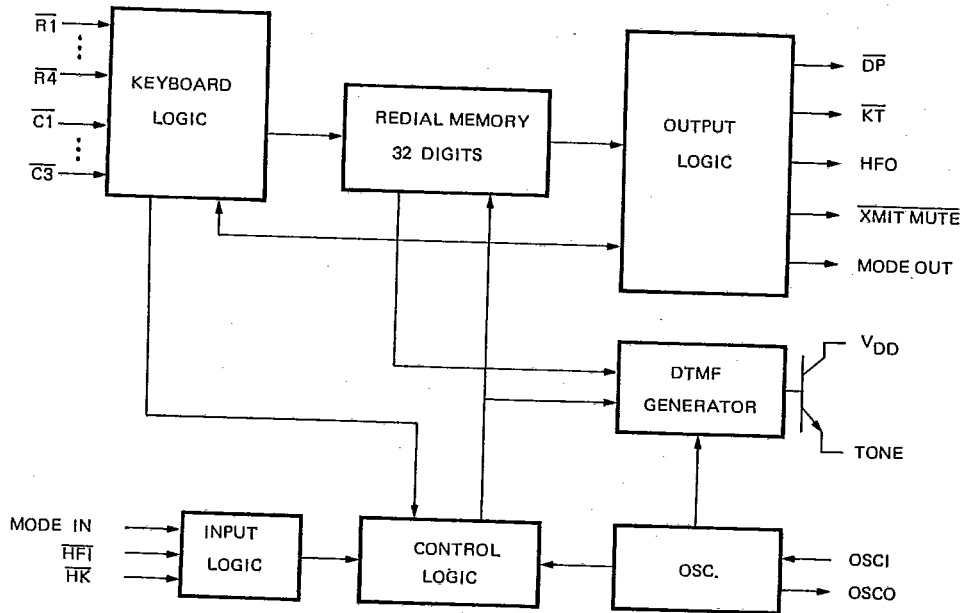 R1
R4
C1
C3
KEYBOARD
LOGIC
REDIAL MEMORY
32 DIGITS
OUTPUT
LOGIC
DP
KT
HFO
XMIT MUTE
MODE OUT
DTMF
GENERATOR
VDD
TONE
MODE IN
HFI
HK
INPUT
LOGIC
CONTROL
LOGIC
OSC.
OSCI
OSCO